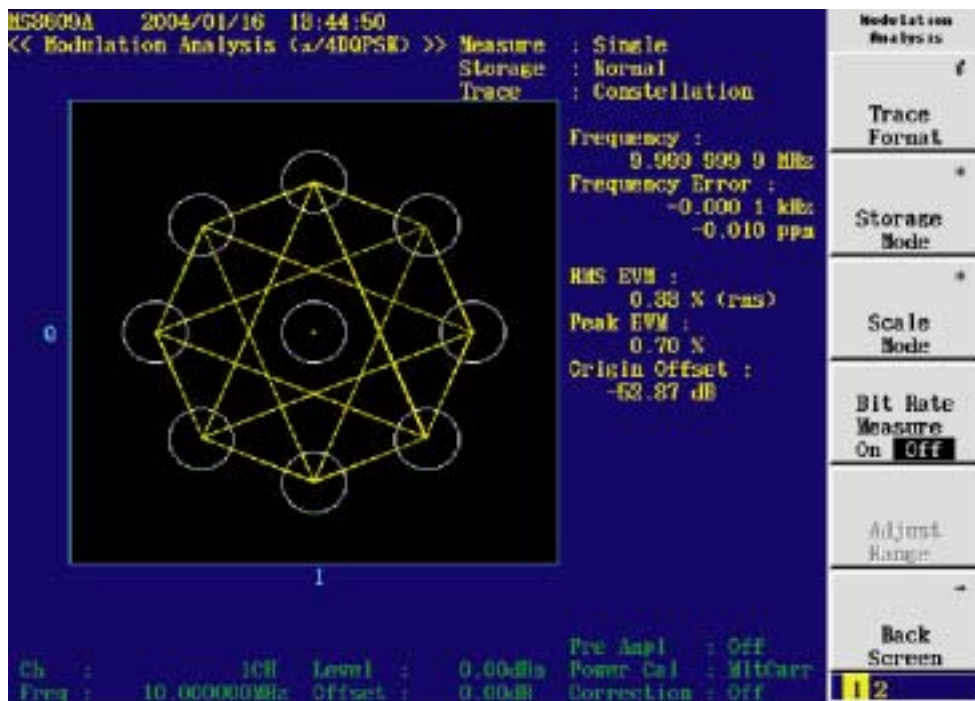 MS8609A 2004/01/16 13:44:50
<< Modulation Analysis (π/4DQPSK) >>
Measure : Single
Storage : Normal
Trace : Constellation
Frequency :
9.999 999 9 MHz
Frequency Error :
-0.000 1 kHz
-0.010 ppm
RMS EVM :
0.33 % (rms)
Peak EVM :
0.70 %
Origin Offset :
-52.87 dB
Q
I
Ch : 1CH Level : 0.00dBm
Freq : 10.000000MHz Offset : 0.00dB
Pre Ampl : Off
Power Cal : MltCarr
Correction : Off
Modulation
Analysis
Trace
Format
*
Storage
Mode
*
Scale
Mode
Bit Rate
Measure
On Off
Adjust
Range
→
Back
Screen
1 2